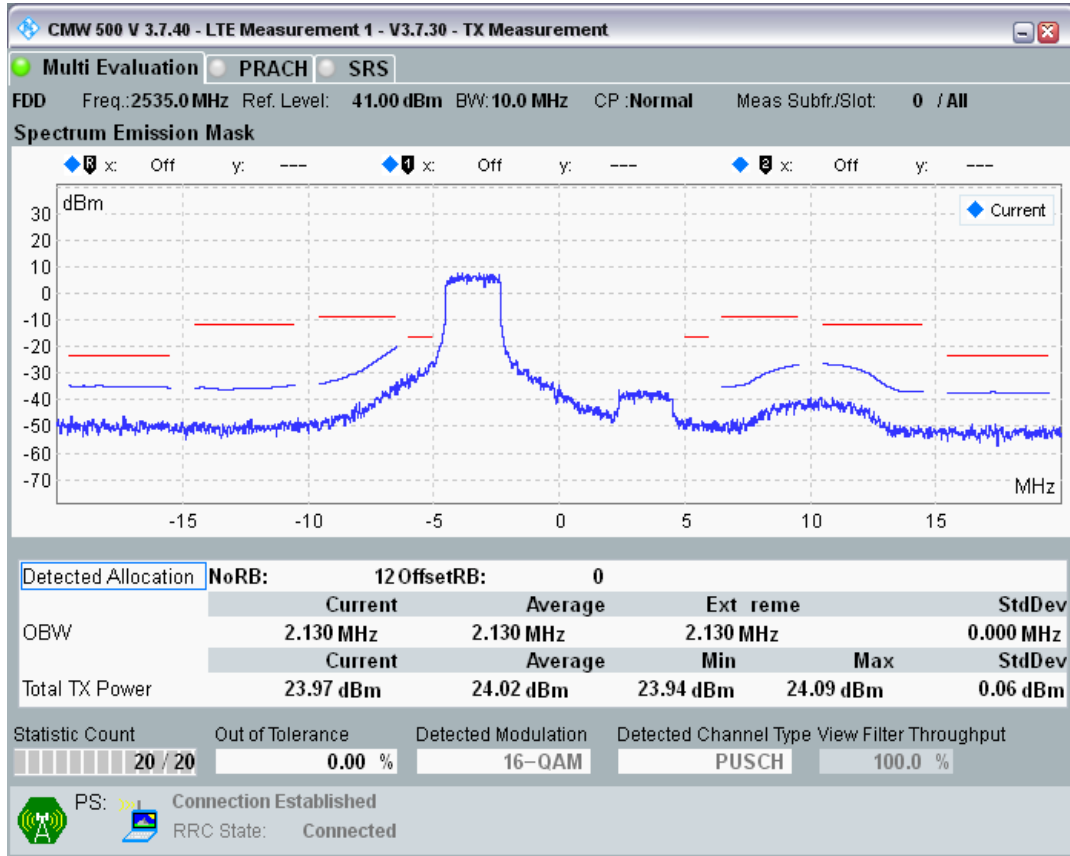 CMW 500 V 3.7.40 - LTE Measurement 1 - V3.7.30 - TX Measurement
Multi Evaluation PRACH SRS
FDD Freq.:2535.0 MHz Ref. Level: 41.00 dBm BW: 10.0 MHz CP :Normal Meas Subfr./Slot: 0 / All
Spectrum Emission Mask
R x: Off y: --- 1 x: Off y: --- 2 x: Off y: ---
dBm
Current
30
20
10
0
-10
-20
-30
-40
-50
-60
-70
MHz
-15 -10 -5 0 5 10 15
Detected Allocation NoRB: 12 OffsetRB: 0
Current Average Ext reme StdDev
OBW 2.130 MHz 2.130 MHz 2.130 MHz 0.000 MHz
Current Average Min Max StdDev
Total TX Power 23.97 dBm 24.02 dBm 23.94 dBm 24.09 dBm 0.06 dBm
Statistic Count Out of Tolerance Detected Modulation Detected Channel Type View Filter Throughput
20 / 20 0.00 % 16-QAM PUSCH 100.0 %
PS: Connection Established
RRC State: Connected